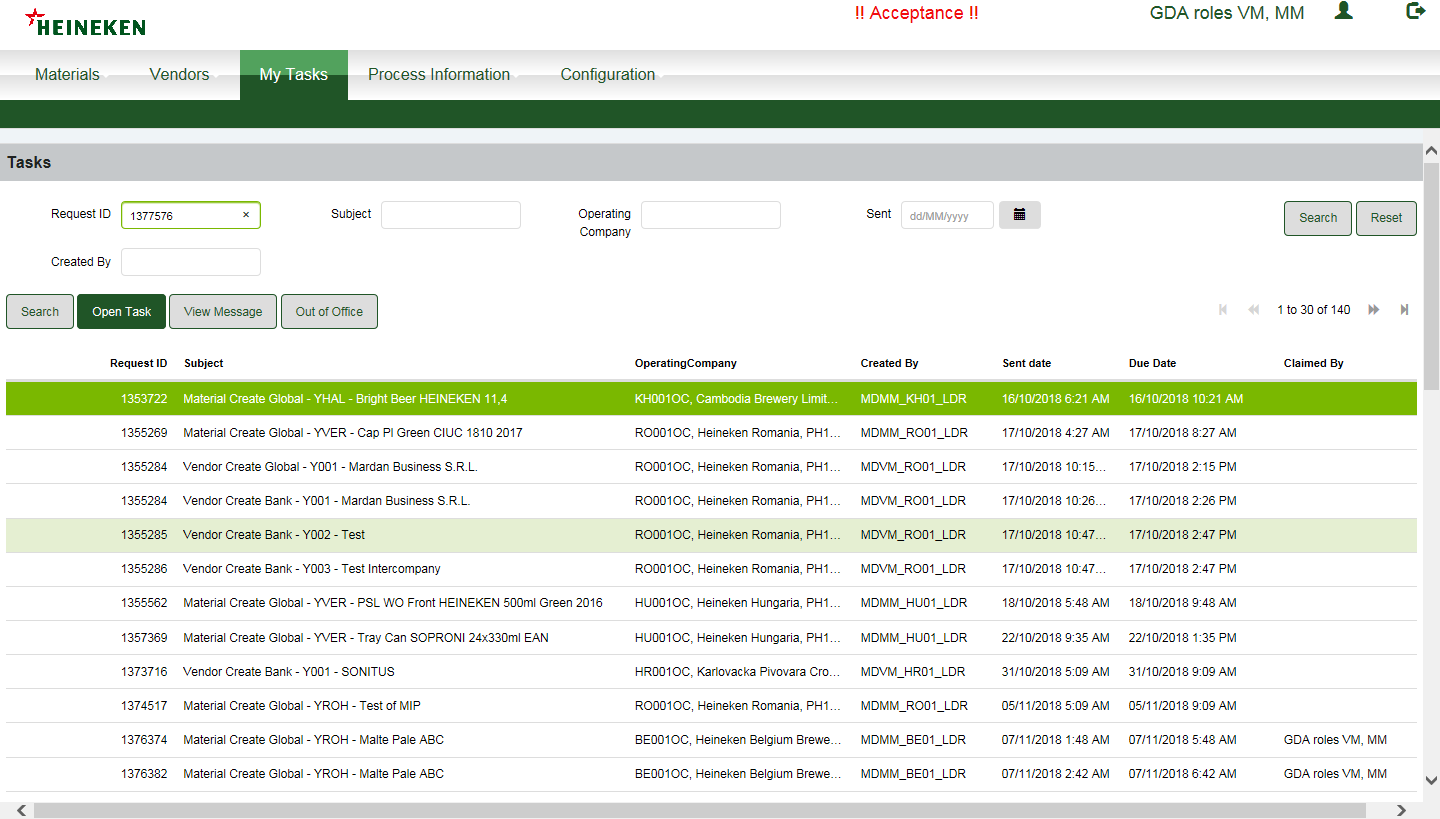 HEINEKEN
!! Acceptance !!
GDA roles VM, MM
Materials Vendors My Tasks Process Information Configuration
Tasks
Request ID 1377576 × Subject Operating Company Sent dd/MM/yyyy Search Reset
Created By
Search Open Task View Message Out of Office 1 to 30 of 140
Request ID Subject OperatingCompany Created By Sent date Due Date Claimed By
1353722 Material Create Global - YHAL - Bright Beer HEINEKEN 11,4 KH001OC, Cambodia Brewery Limit... MDMM_KH01_LDR 16/10/2018 6:21 AM 16/10/2018 10:21 AM
1355269 Material Create Global - YVER - Cap Pl Green CIUC 1810 2017 RO001OC, Heineken Romania, PH1... MDMM_RO01_LDR 17/10/2018 4:27 AM 17/10/2018 8:27 AM
1355284 Vendor Create Global - Y001 - Mardan Business S.R.L. RO001OC, Heineken Romania, PH1... MDVM_RO01_LDR 17/10/2018 10:15... 17/10/2018 2:15 PM
1355284 Vendor Create Bank - Y001 - Mardan Business S.R.L. RO001OC, Heineken Romania, PH1... MDVM_RO01_LDR 17/10/2018 10:26... 17/10/2018 2:26 PM
1355285 Vendor Create Bank - Y002 - Test RO001OC, Heineken Romania, PH1... MDVM_RO01_LDR 17/10/2018 10:47... 17/10/2018 2:47 PM
1355286 Vendor Create Bank - Y003 - Test Intercompany RO001OC, Heineken Romania, PH1... MDVM_RO01_LDR 17/10/2018 10:47... 17/10/2018 2:47 PM
1355562 Material Create Global - YVER - PSL WO Front HEINEKEN 500ml Green 2016 HU001OC, Heineken Hungaria, PH1... MDMM_HU01_LDR 18/10/2018 5:48 AM 18/10/2018 9:48 AM
1357369 Material Create Global - YVER - Tray Can SOPRONI 24x330ml EAN HU001OC, Heineken Hungaria, PH1... MDMM_HU01_LDR 22/10/2018 9:35 AM 22/10/2018 1:35 PM
1373716 Vendor Create Bank - Y001 - SONITUS HR001OC, Karlovacka Pivovara Cro... MDVM_HR01_LDR 31/10/2018 5:09 AM 31/10/2018 9:09 AM
1374517 Material Create Global - YROH - Test of MIP RO001OC, Heineken Romania, PH1... MDMM_RO01_LDR 05/11/2018 5:09 AM 05/11/2018 9:09 AM
1376374 Material Create Global - YROH - Malte Pale ABC BE001OC, Heineken Belgium Brewe... MDMM_BE01_LDR 07/11/2018 1:48 AM 07/11/2018 5:48 AM GDA roles VM, MM
1376382 Material Create Global - YROH - Malte Pale ABC BE001OC, Heineken Belgium Brewe... MDMM_BE01_LDR 07/11/2018 2:42 AM 07/11/2018 6:42 AM GDA roles VM, MM